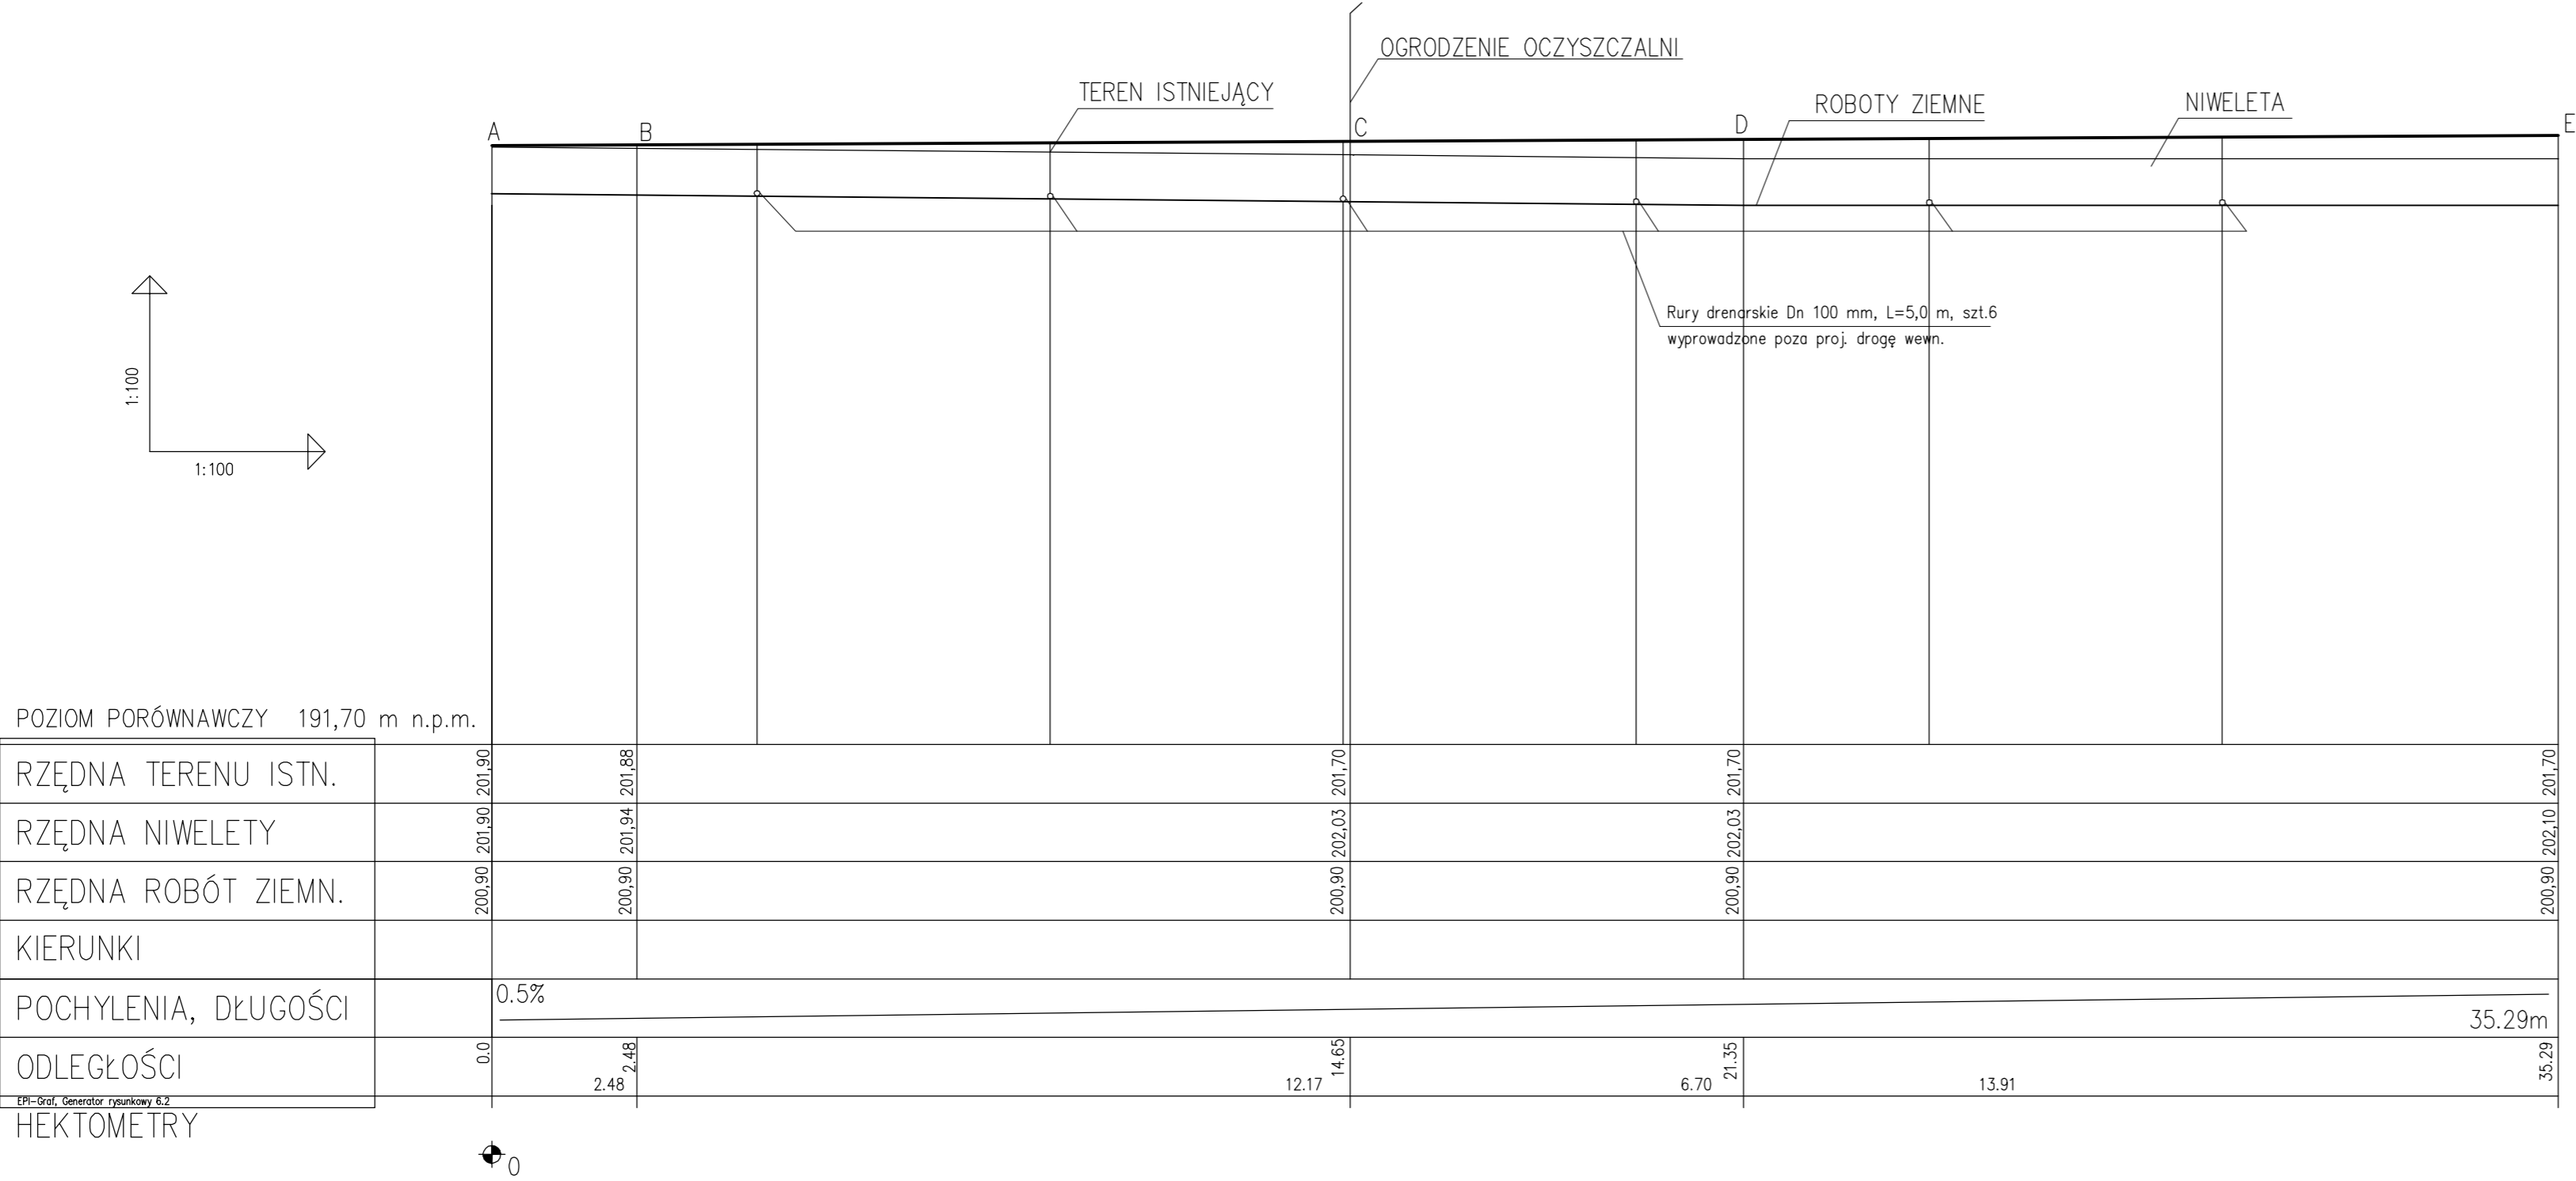 OGRODZENIE OCZYSZCZALNI
TEREN ISTNIEJĄCY
ROBOTY ZIEMNE
NIWELETA
A
B
C
D
E
Rury drenarskie Dn 100 mm, L=5,0 m, szt.6
wyprowadzone poza proj. drogę wewn.
1:100
1:100
POZIOM PORÓWNAWCZY 191,70 m n.p.m.
RZĘDNA TERENU ISTN. 201,90 201,88 201,70 201,70 201,70
RZĘDNA NIWELETY 201,90 201,94 202,03 202,03 202,10
RZĘDNA ROBÓT ZIEMN. 200,90 200,90 200,90 200,90 200,90
KIERUNKI
POCHYLENIA, DŁUGOŚCI 0.5% 35.29m
ODLEGŁOŚCI 0.0 2.48 14.65 21.35 35.29
2.48 12.17 6.70 13.91
EPI-Graf, Generator rysunkowy 6.2
HEKTOMETRY
0